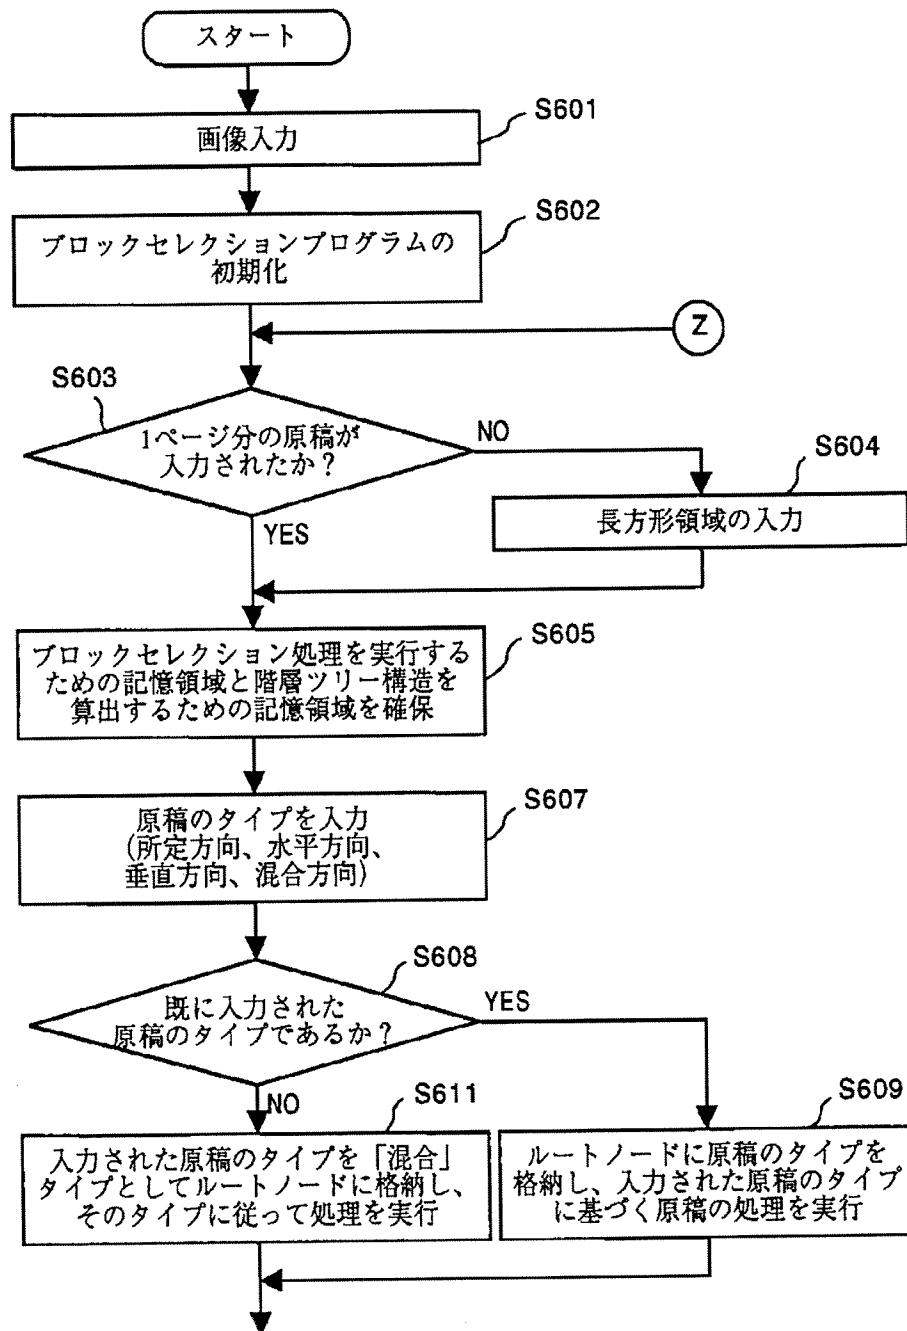 スタート
S601
画像入力
S602
ブロックセレクションプログラムの
初期化
Z
S603
1ページ分の原稿が
入力されたか？
NO
YES
S604
長方形領域の入力
S605
ブロックセレクション処理を実行する
ための記憶領域と階層ツリー構造を
算出するための記憶領域を確保
S607
原稿のタイプを入力
(所定方向、水平方向、
垂直方向、混合方向)
S608
既に入力された
原稿のタイプであるか？
YES
NO
S611
入力された原稿のタイプを「混合」
タイプとしてルートノードに格納し、
そのタイプに従って処理を実行
S609
ルートノードに原稿のタイプを
格納し、入力された原稿のタイプ
に基づく原稿の処理を実行